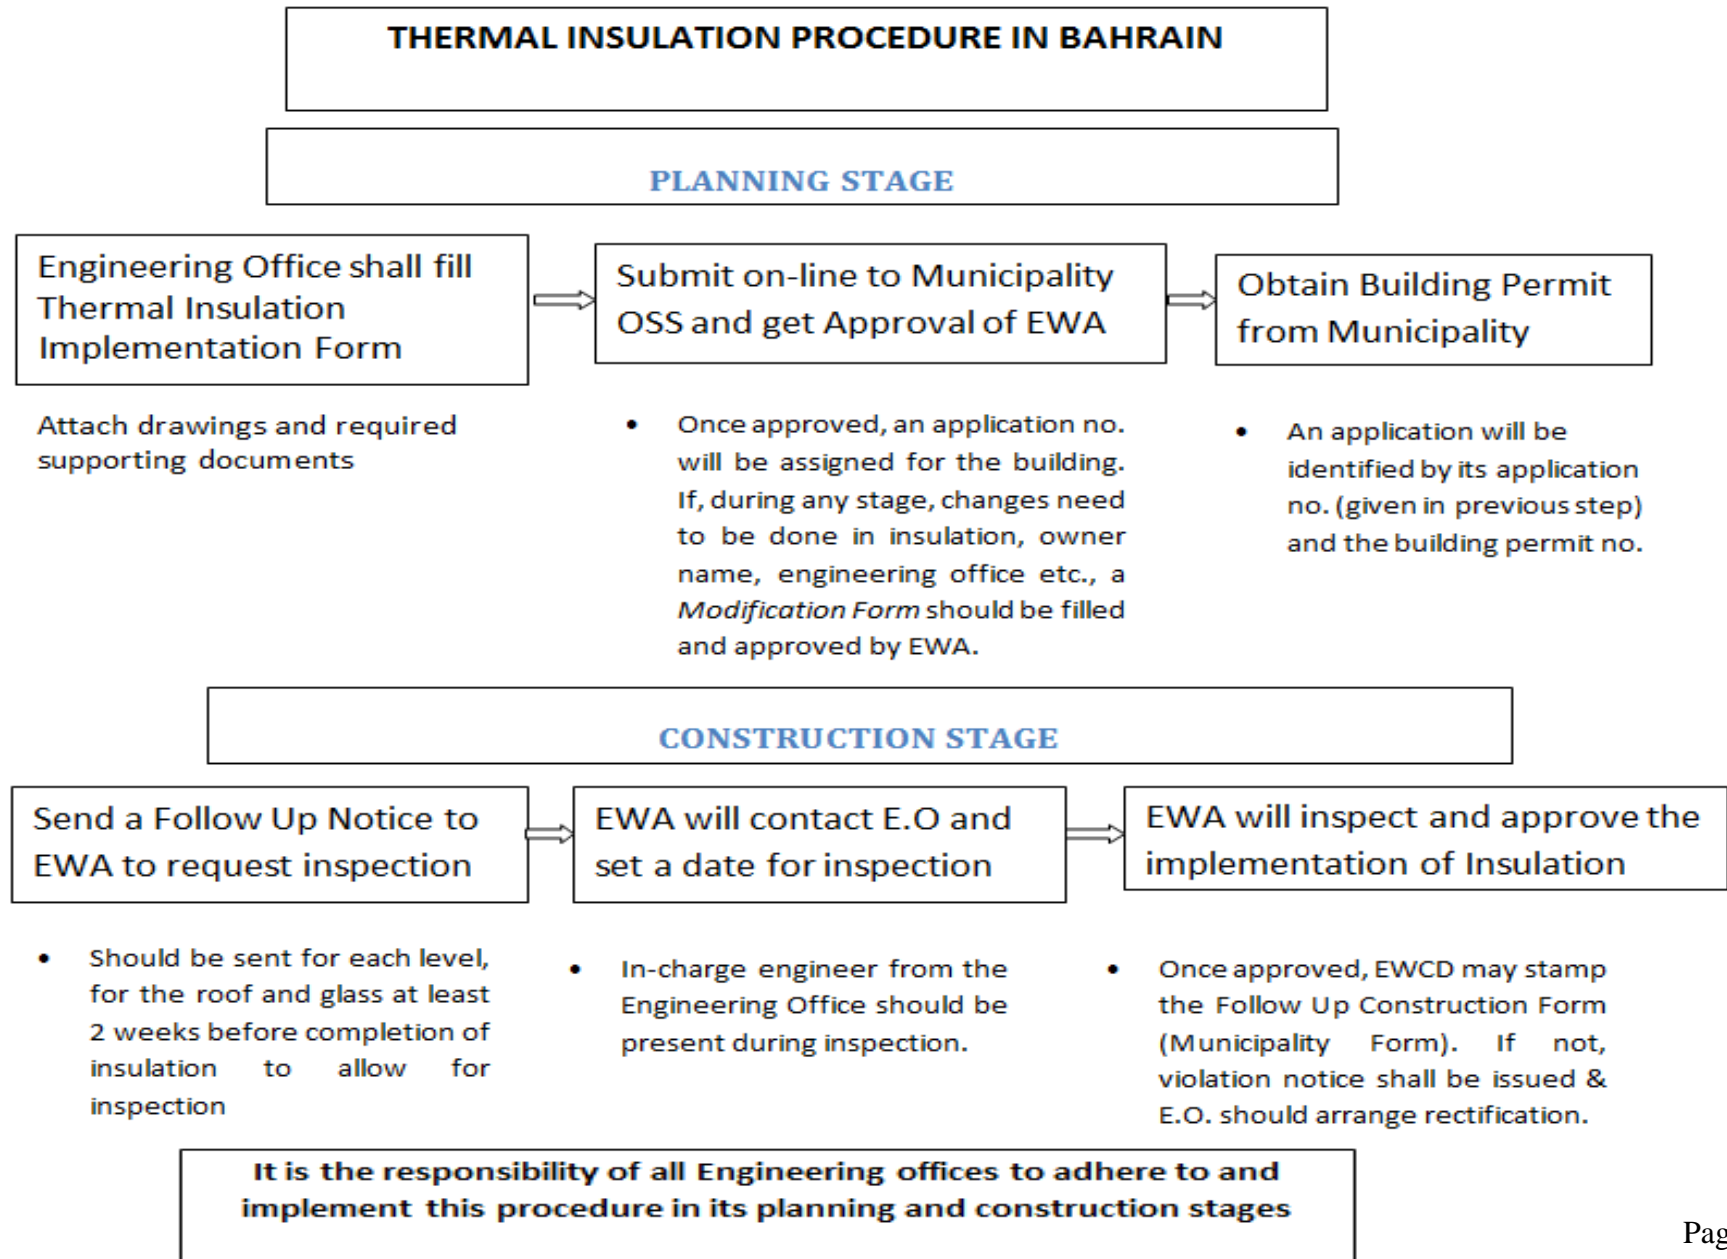 THERMAL INSULATION PROCEDURE IN BAHRAIN
PLANNING STAGE
Engineering Office shall fill
Thermal Insulation
Implementation Form
Submit on-line to Municipality
OSS and get Approval of EWA
Obtain Building Permit
from Municipality
Attach drawings and required
supporting documents
• Once approved, an application no.
will be assigned for the building.
If, during any stage, changes need
to be done in insulation, owner
name, engineering office etc., a
Modification Form should be filled
and approved by EWA.
• An application will be
identified by its application
no. (given in previous step)
and the building permit no.
CONSTRUCTION STAGE
Send a Follow Up Notice to
EWA to request inspection
EWA will contact E.O and
set a date for inspection
EWA will inspect and approve the
implementation of Insulation
• Should be sent for each level,
for the roof and glass at least
2 weeks before completion of
insulation to allow for
inspection
• In-charge engineer from the
Engineering Office should be
present during inspection.
• Once approved, EWCD may stamp
the Follow Up Construction Form
(Municipality Form). If not,
violation notice shall be issued &
E.O. should arrange rectification.
It is the responsibility of all Engineering offices to adhere to and
implement this procedure in its planning and construction stages
Pag